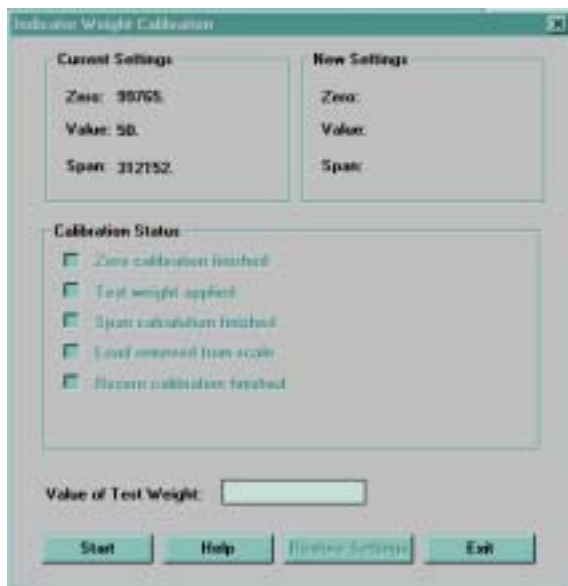 Indicator Weight Calibration
Current Settings
Zero: 99765.
Value: 50.
Span: 312152.
New Settings
Zero:
Value:
Span:
Calibration Status
Zero calibration finished
Test weight applied
Span calculation finished
Load removed from scale
Rezero calibration finished
Value of Test Weight:
Start
Help
Restore Settings
Exit